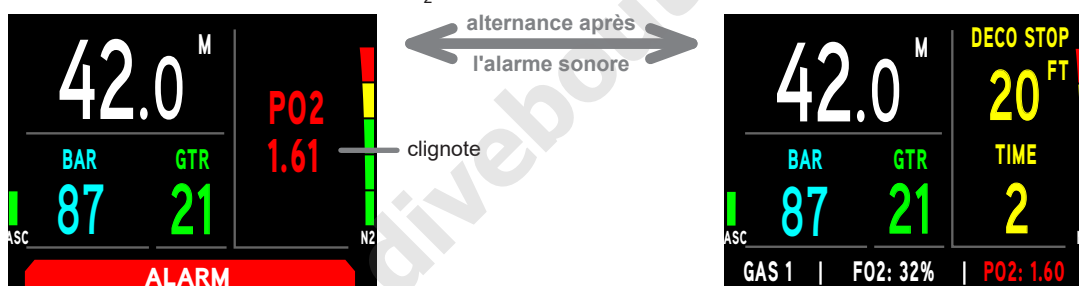 2
alternance après
l'alarme sonore
42.0 M
PO2
1.61
clignote
BAR GTR
87 21
ASC N2
ALARM
DECO STOP
42.0 M
20 FT
BAR GTR TIME
87 21 2
ASC
GAS 1 | FO2: 32% | PO2: 1.60